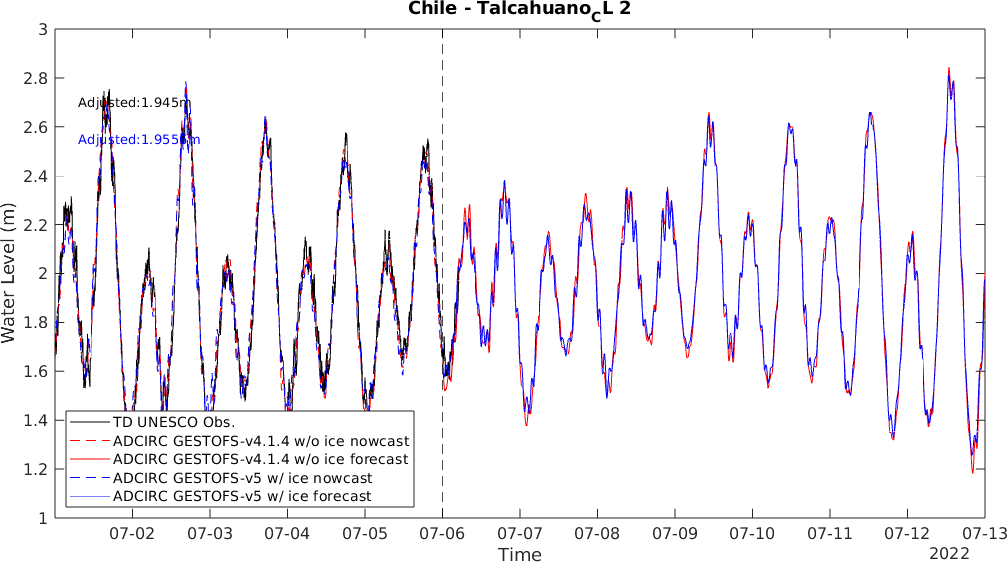 Chile - Talcahuano_CL 2
Water Level (m)
3
2.8
2.6
2.4
2.2
2
1.8
1.6
1.4
1.2
1
Adjusted:1.945m
TD UNESCO Obs.
ADCIRC GESTOFS-v4.1.4 w/o ice nowcast
ADCIRC GESTOFS-v4.1.4 w/o ice forecast
ADCIRC GESTOFS-v5 w/ ice nowcast
ADCIRC GESTOFS-v5 w/ ice forecast
07-02 07-03 07-04 07-05 07-06 07-07 07-08 07-09 07-10 07-11 07-12 07-13
Time
2022